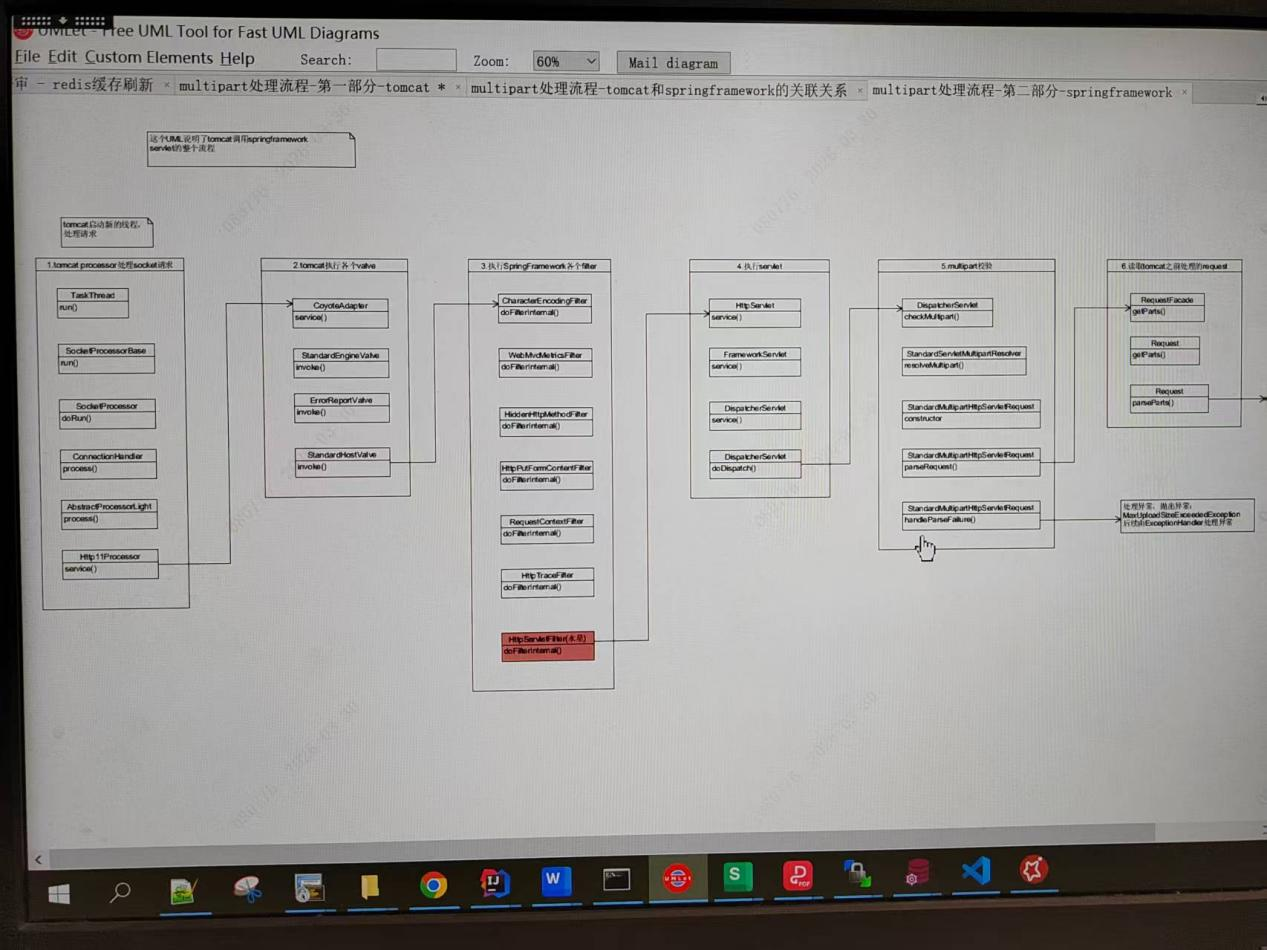 UMLet - Free UML Tool for Fast UML Diagrams
File Edit Custom Elements Help Search: Zoom: 60% Mail diagram
审 - redis缓存刷新 × multipart处理流程-第一部分-tomcat * × multipart处理流程-tomcat和springframework的关联关系 × multipart处理流程-第二部分-springframework ×
这个UML说明了tomcat调用springframework
servlet的整个流程
tomcat启动新的线程,
处理请求
1.tomcat processor处理socket请求
TaskThread
run()
SocketProcessorBase
run()
SocketProcessor
doRun()
ConnectionHandler
process()
AbstractProcessorLight
process()
Http11Processor
service()
2.tomcat执行各个valve
CoyoteAdapter
service()
StandardEngineValve
invoke()
ErrorReportValve
invoke()
StandardHostValve
invoke()
3.执行SpringFramework各个filter
CharacterEncodingFilter
doFilterInternal()
WebMvcMetricsFilter
doFilterInternal()
HiddenHttpMethodFilter
doFilterInternal()
HttpPutFormContentFilter
doFilterInternal()
RequestContextFilter
doFilterInternal()
HttpTraceFilter
doFilterInternal()
HttpServletFilter(水星)
doFilterInternal()
4.执行servlet
HttpServlet
service()
FrameworkServlet
service()
DispatcherServlet
service()
DispatcherServlet
doDispatch()
5.multipart校验
DispatcherServlet
checkMultipart()
StandardServletMultipartResolver
resolveMultipart()
StandardMultipartHttpServletRequest
constructor
StandardMultipartHttpServletRequest
parseRequest()
StandardMultipartHttpServletRequest
handleParseFailure()
6.读取tomcat之前处理的request
RequestFacade
getParts()
Request
getParts()
Request
parseParts()
处理异常，抛出异常:
MaxUploadSizeExceededException
后续由ExceptionHandler处理异常
IJ
W
UMLet
S
PDF